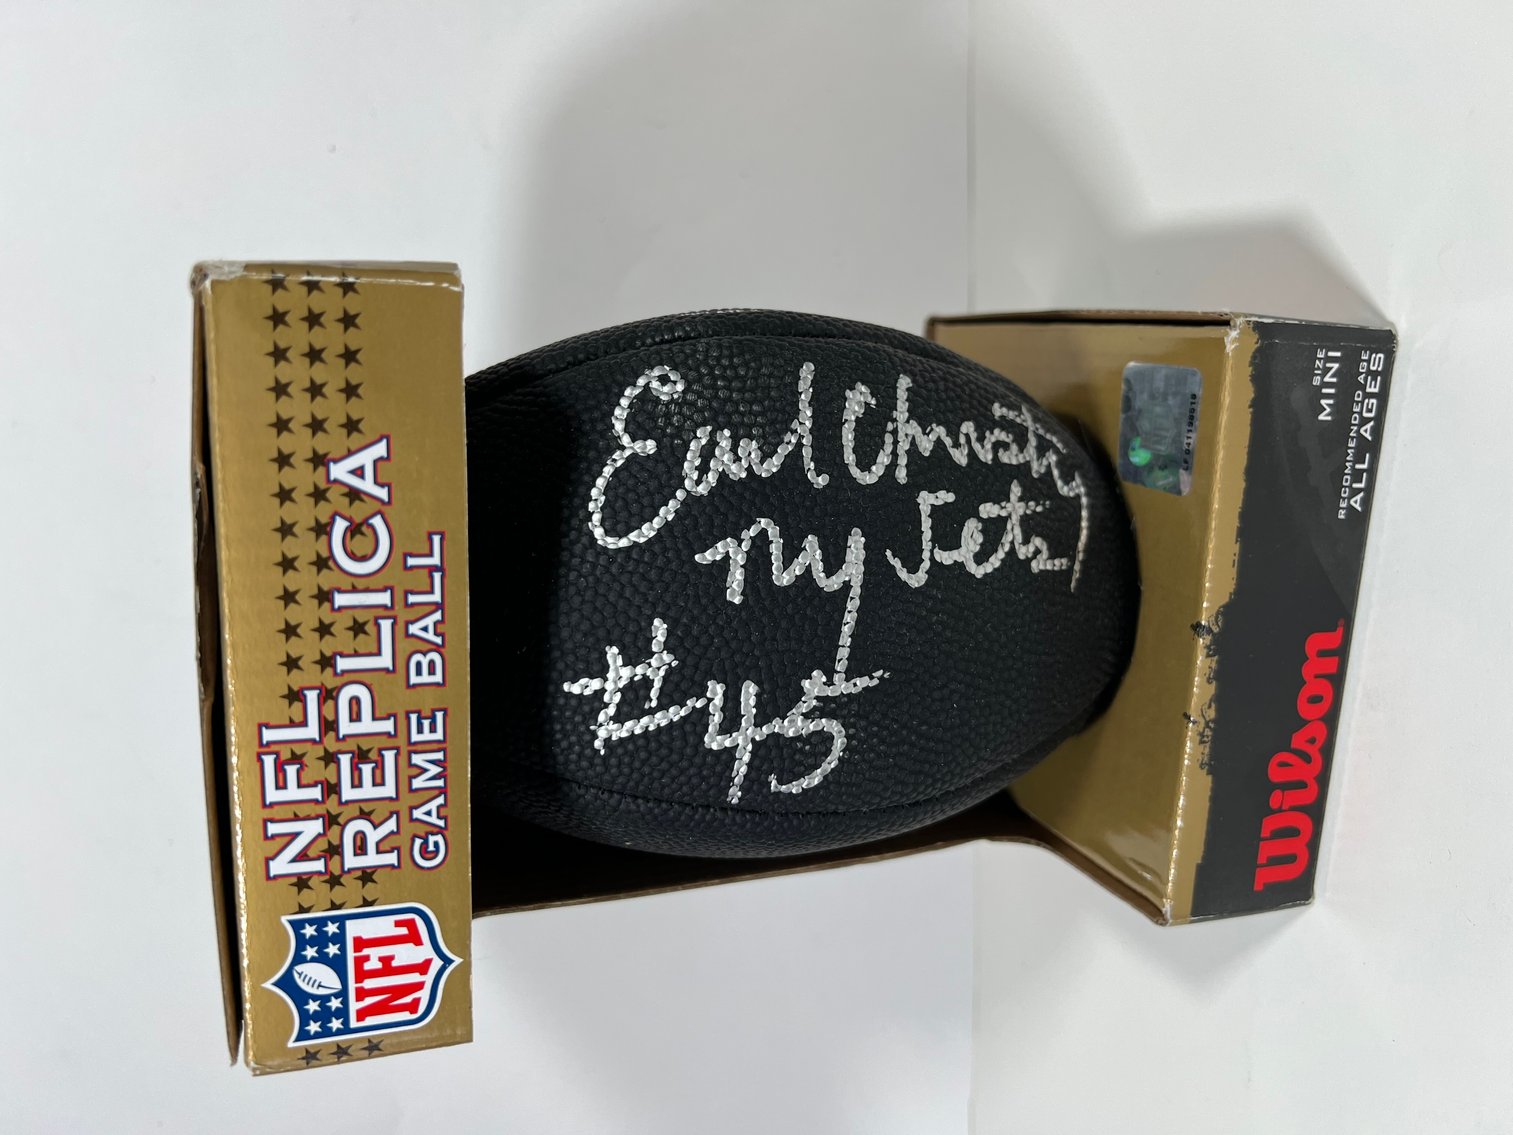 NFL
REPLICA
GAME BALL
NFL
Earl Christy
NY Jets
#45
SIZE
MINI
RECOMMENDED AGE
ALL AGES
Wilson